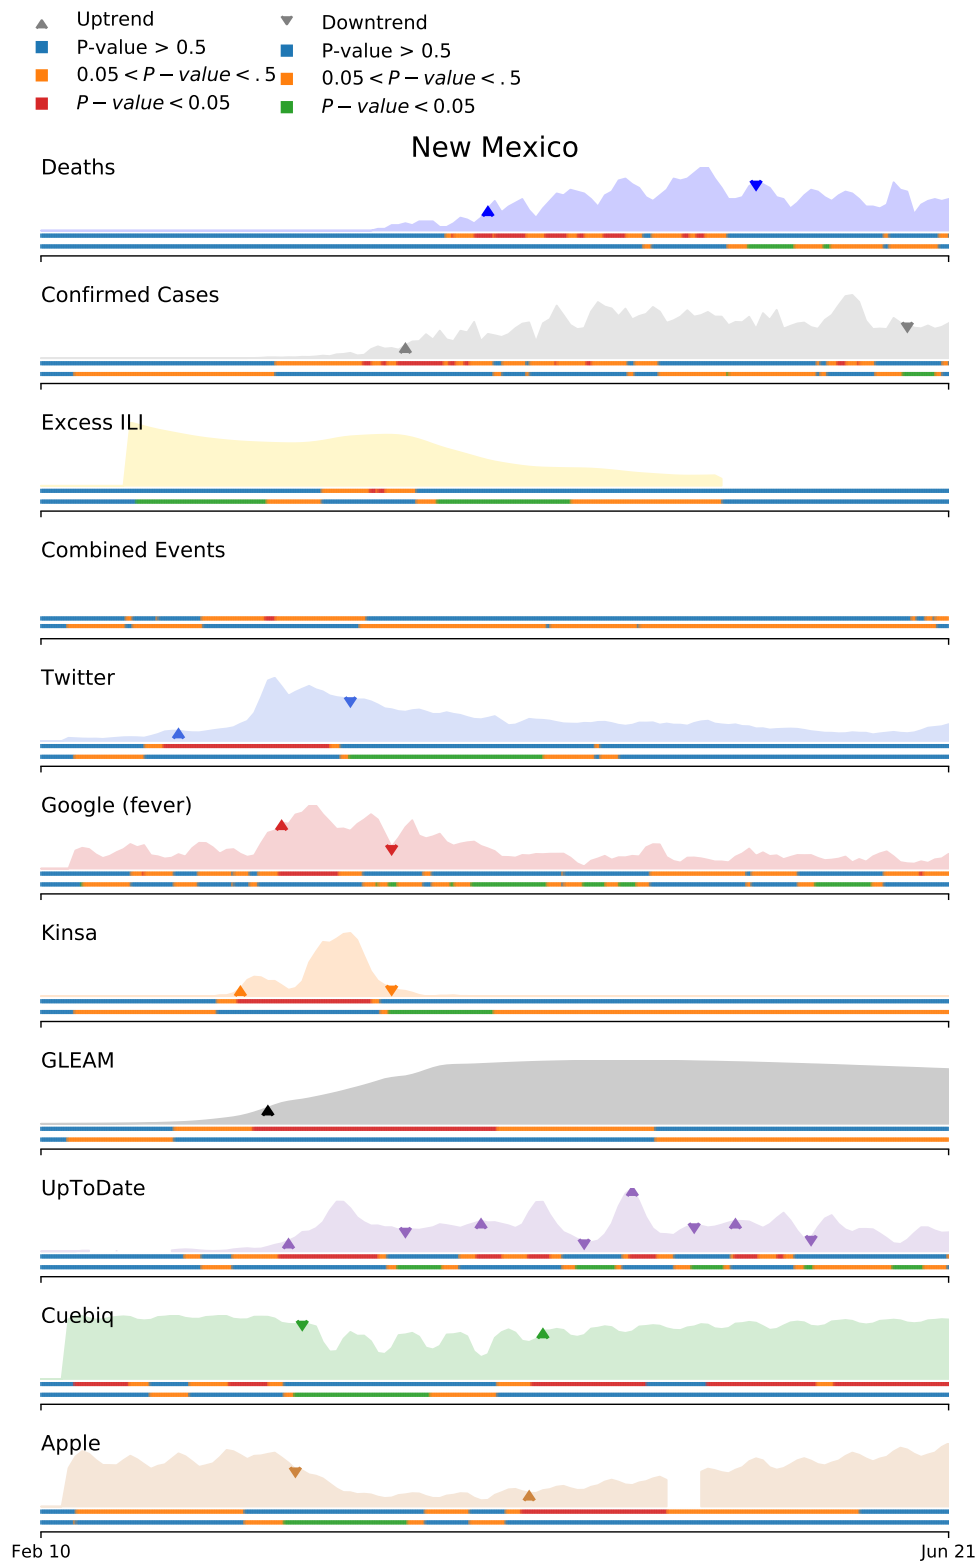 Uptrend
P-value > 0.5
0.05 < P − value < .5
P − value < 0.05
Downtrend
P-value > 0.5
0.05 < P − value < .5
P − value < 0.05
New Mexico
Deaths
Confirmed Cases
Excess ILI
Combined Events
Twitter
Google (fever)
Kinsa
GLEAM
UpToDate
Cuebiq
Apple
Feb 10
Jun 21